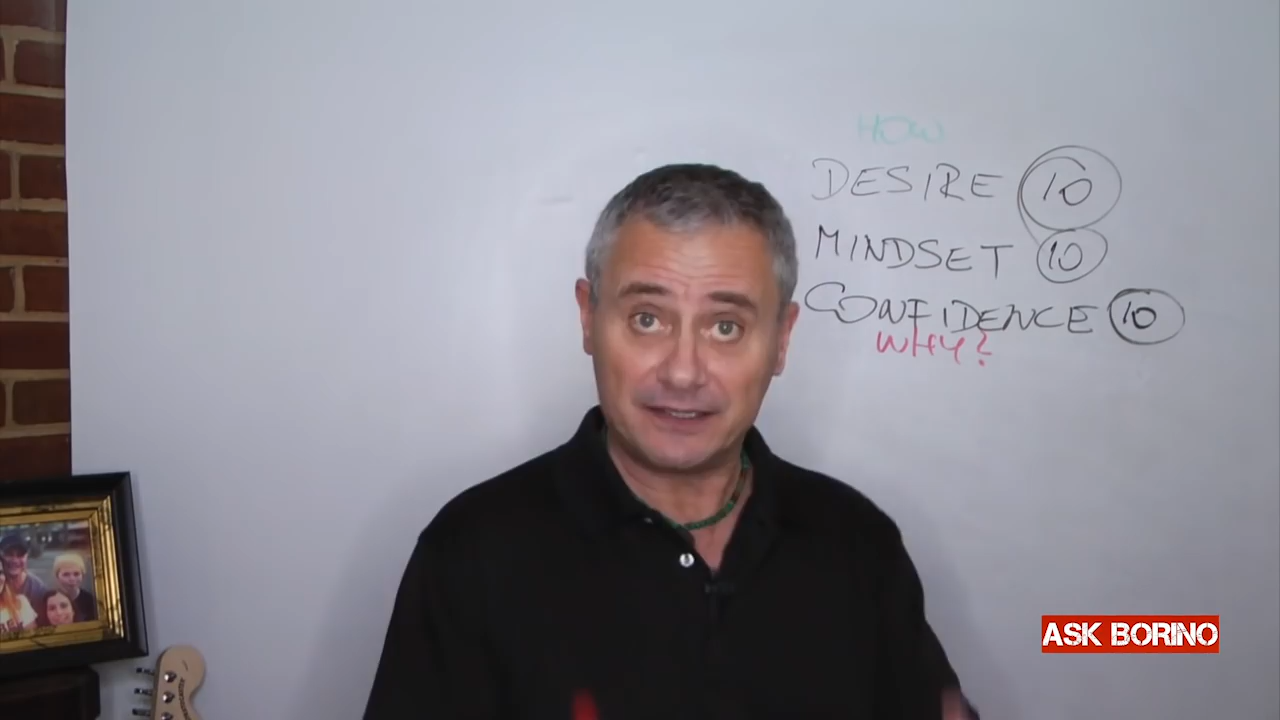 HOW
DESIRE 10
MINDSET 10
CONFIDENCE 10
WHY?
ASK BORINO